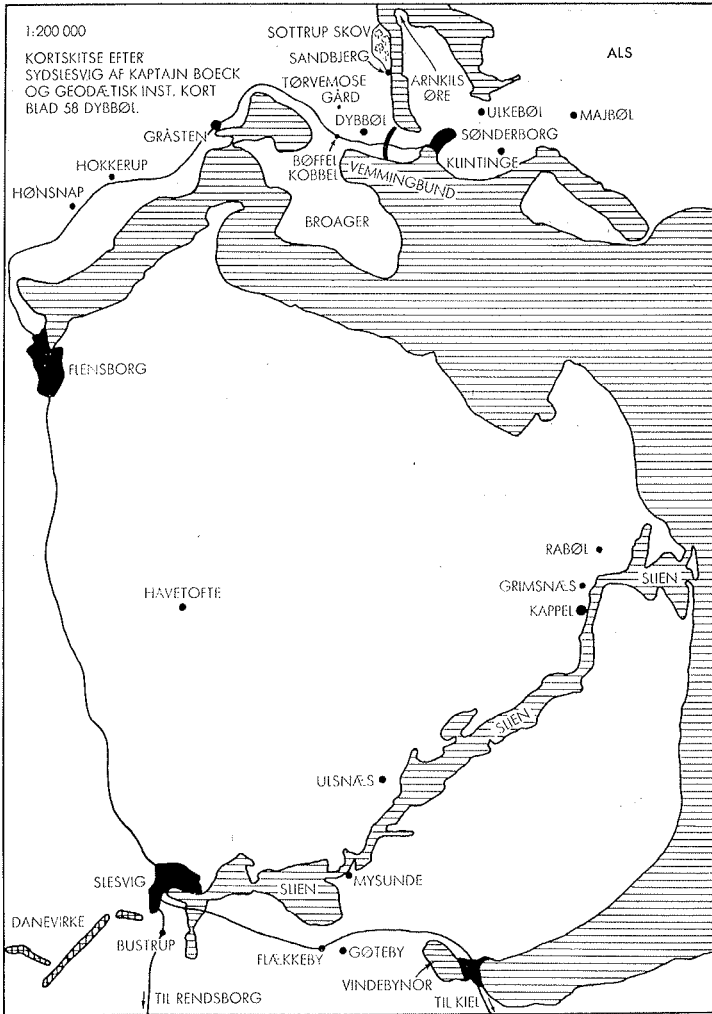 1:200 000
KORTSKITSE EFTER
SYDSLESVIG AF KAPTAJN BOECK
OG GEODÆTISK INST. KORT
BLAD 58 DYBBØL.
SOTTRUP SKOV
SANDBJERG
TØRVEMOSE
GÅRD
ARNKILS
ØRE
ALS
DYBBØL
ULKEBØL
MAJBØL
GRÅSTEN
SØNDERBORG
BØFFEL
KOBBEL
KLINTINGE
HOKKERUP
VEMMINGBUND
HØNSNAP
BROAGER
FLENSBORG
RABØL
SLIEN
GRIMSNÆS
KAPPEL
HAVETOFTE
SLIEN
ULSNÆS
SLESVIG
SLIEN
MYSUNDE
DANEVIRKE
BUSTRUP
FLÆKKEBY
GØTEBY
VINDEBYNOR
TIL RENDSBORG
TIL KIEL